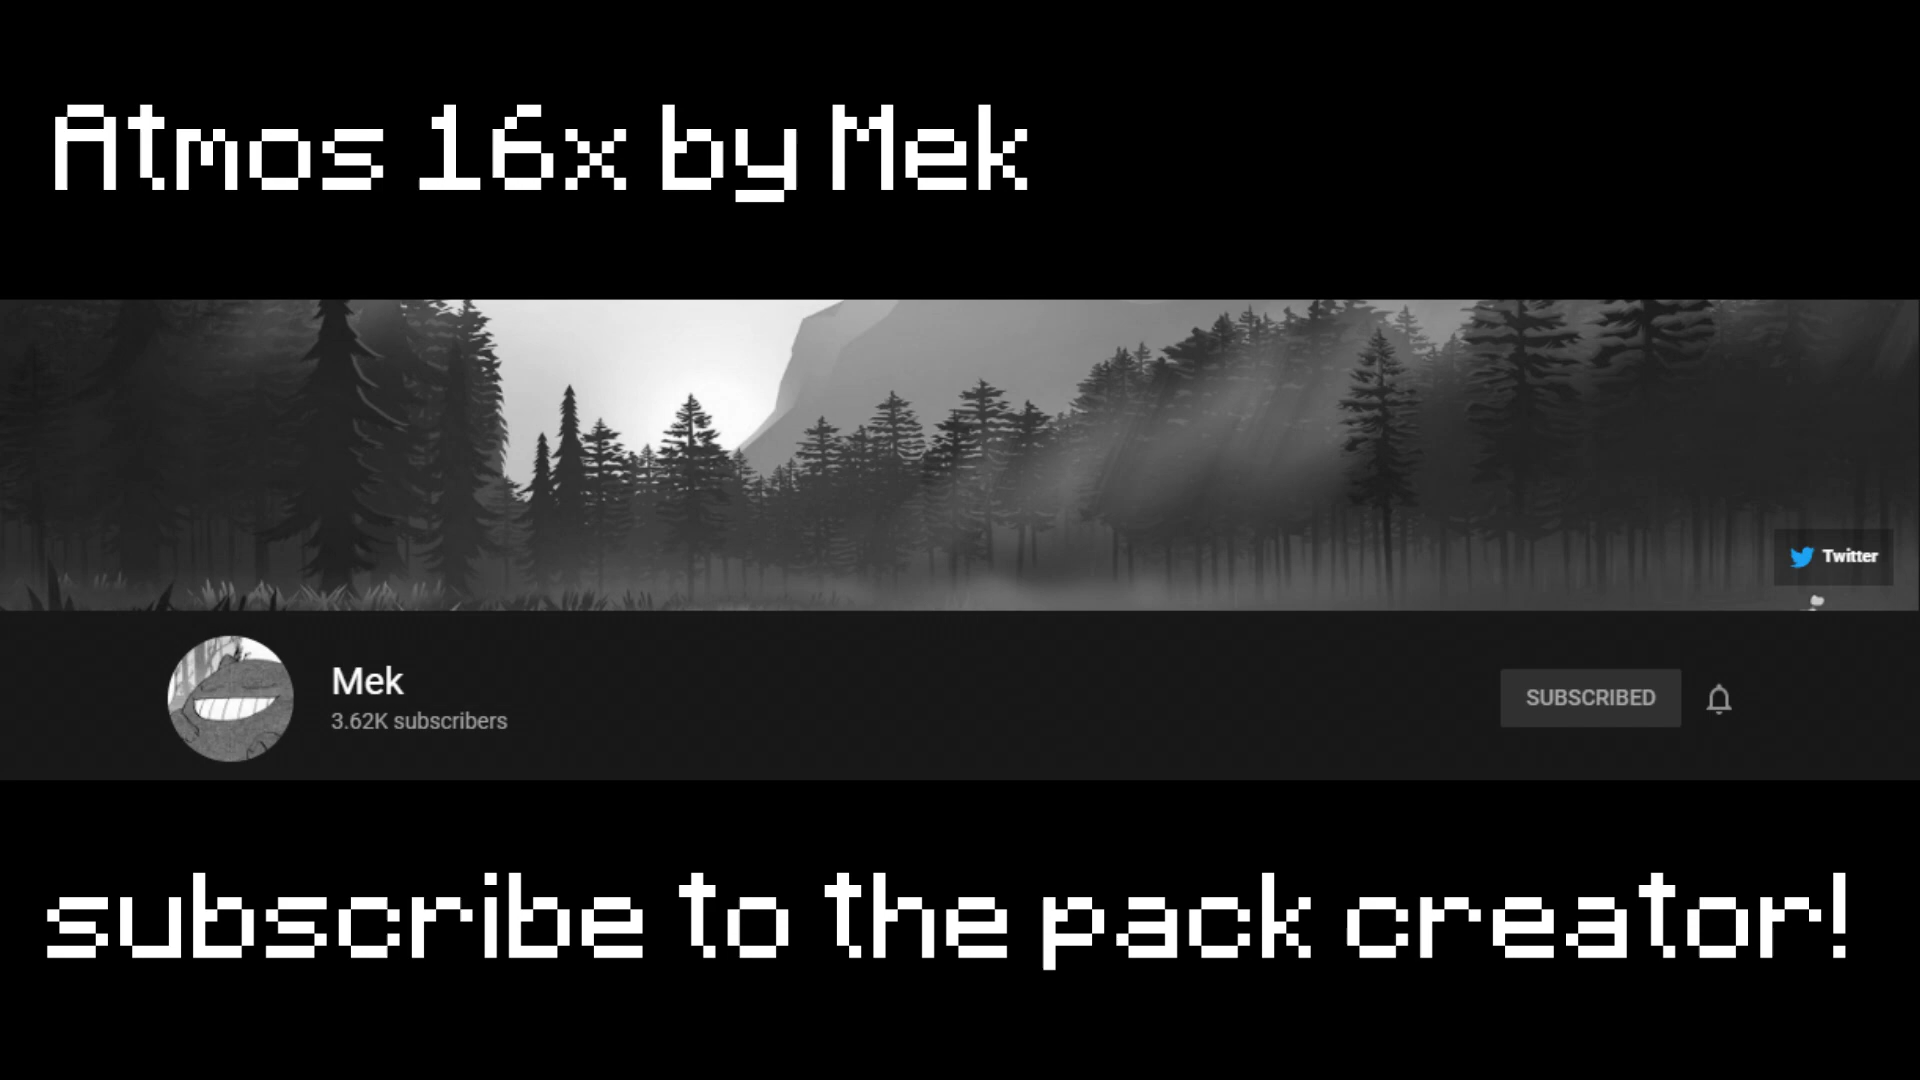 Atmos 16x by Mek
Twitter
Mek
3.62K subscribers
SUBSCRIBED
subscribe to the pack creator!